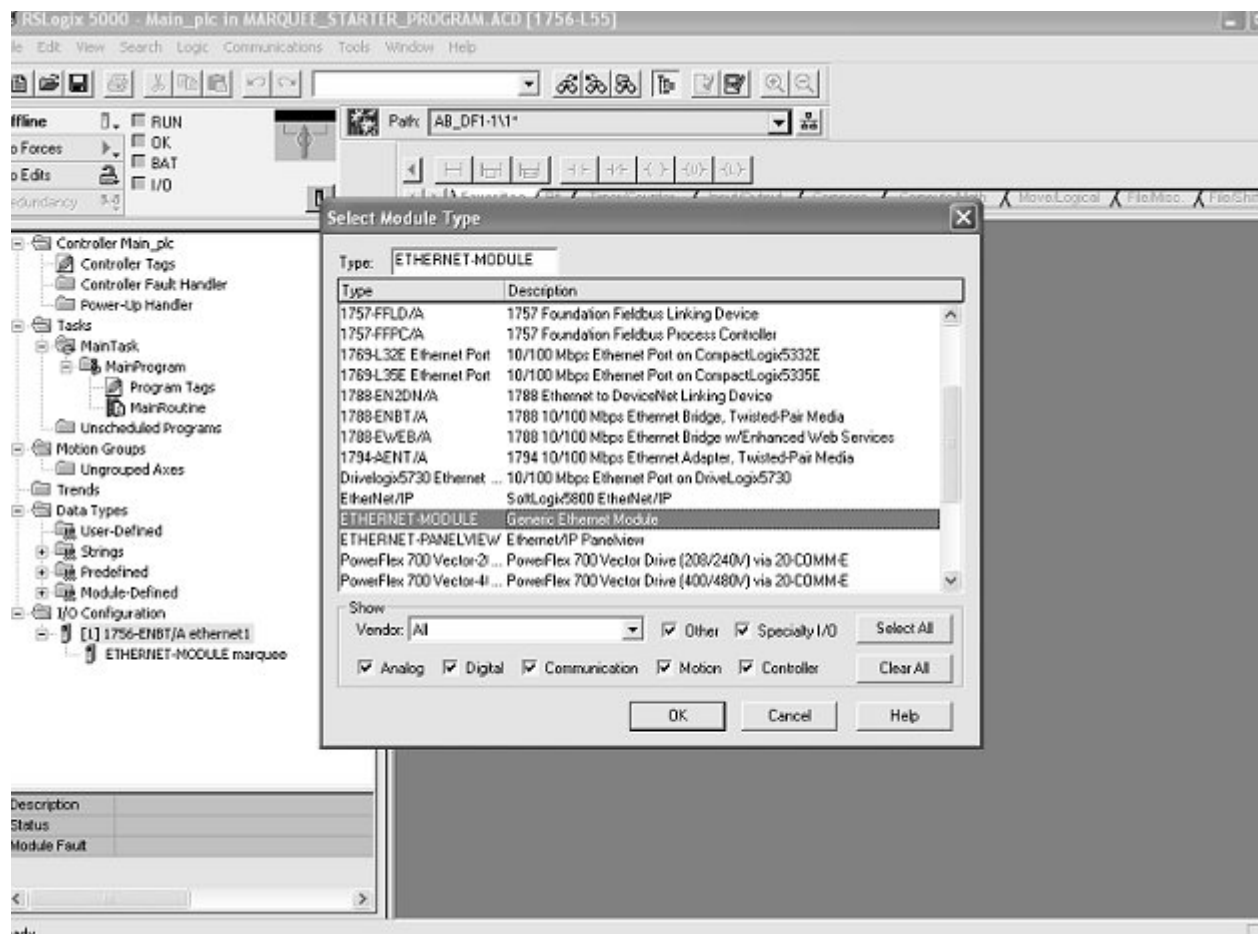 RSLogix 5000 - Main_plc in MARQUEE_STARTER_PROGRAM.ACD [1756-L55]
Edit View Search Logic Communications Tools Window Help
RUN
OK
BAT
I/O
Forces
Edits
Path: AB_DF1-1\1*
Move/Logical
File/Misc.
Controller Main_plc
Controller Tags
Controller Fault Handler
Power-Up Handler
Tasks
MainTask
MainProgram
Program Tags
MainRoutine
Unscheduled Programs
Motion Groups
Ungrouped Axes
Trends
Data Types
User-Defined
Strings
Predefined
Module-Defined
I/O Configuration
[1] 1756-ENBT/A ethernet1
ETHERNET-MODULE marquee
Description
Status
Module Fault
Select Module Type
Type: ETHERNET-MODULE
Type Description
1757-FFLD/A 1757 Foundation Fieldbus Linking Device
1757-FFPC/A 1757 Foundation Fieldbus Process Controller
1769-L32E Ethernet Port 10/100 Mbps Ethernet Port on CompactLogix5332E
1769-L35E Ethernet Port 10/100 Mbps Ethernet Port on CompactLogix5335E
1788-EN2DN/A 1788 Ethernet to DeviceNet Linking Device
1788-ENBT/A 1788 10/100 Mbps Ethernet Bridge, Twisted-Pair Media
1788-EWEB/A 1788 10/100 Mbps Ethernet Bridge w/Enhanced Web Services
1794-AENT/A 1794 10/100 Mbps Ethernet Adapter, Twisted-Pair Media
Drivelogix5730 Ethernet ... 10/100 Mbps Ethernet Port on DriveLogix5730
EtherNet/IP SoftLogix5800 EtherNet/IP
ETHERNET-MODULE Generic Ethernet Module
ETHERNET-PANELVIEW Ethernet/IP Panelview
PowerFlex 700 Vector-2 ... PowerFlex 700 Vector Drive (208/240V) via 20-COMM-E
PowerFlex 700 Vector-4 ... PowerFlex 700 Vector Drive (400/480V) via 20-COMM-E
Show
Vendor: All Other Specialty I/O Select All
Analog Digital Communication Motion Controller Clear All
OK Cancel Help